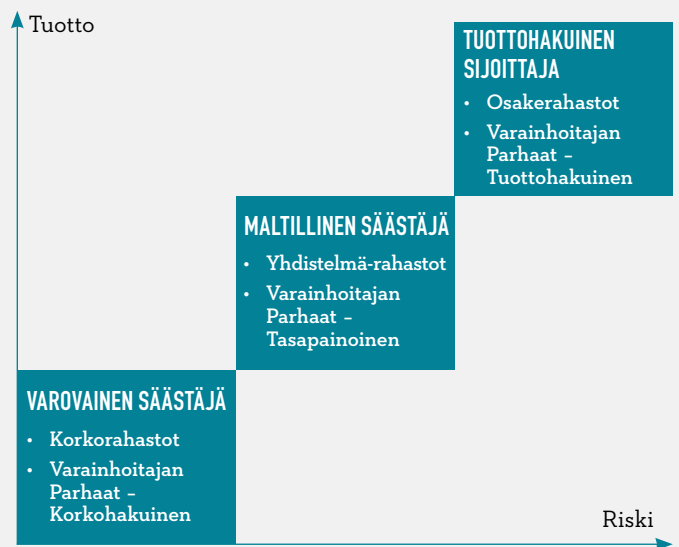 Tuotto
TUOTTOHAKUINEN
SIJOITTAJA
• Osakerahastot
• Varainhoitajan
Parhaat –
Tuottohakuinen
MALTILLINEN SÄÄSTÄJÄ
• Yhdistelmä-rahastot
• Varainhoitajan
Parhaat –
Tasapainoinen
VAROVAINEN SÄÄSTÄJÄ
• Korkorahastot
• Varainhoitajan
Parhaat –
Korkohakuinen
Riski